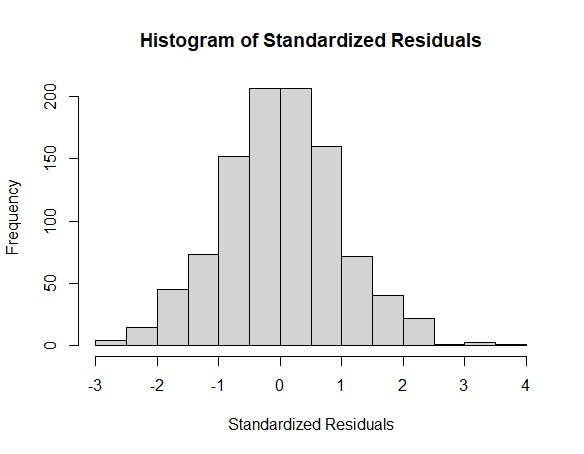 Histogram of Standardized Residuals
Frequency
200
150
100
50
0
-3 -2 -1 0 1 2 3 4
Standardized Residuals